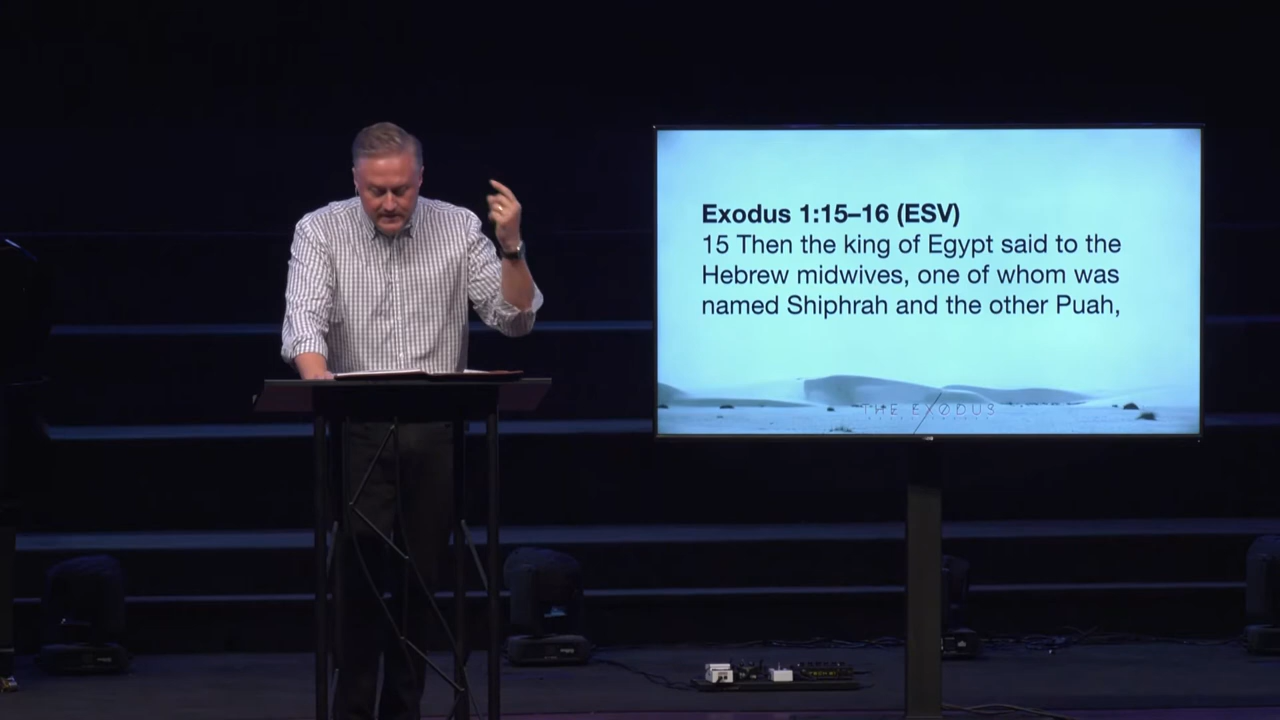 Exodus 1:15–16 (ESV)
15 Then the king of Egypt said to the
Hebrew midwives, one of whom was
named Shiphrah and the other Puah,
THE EXODUS